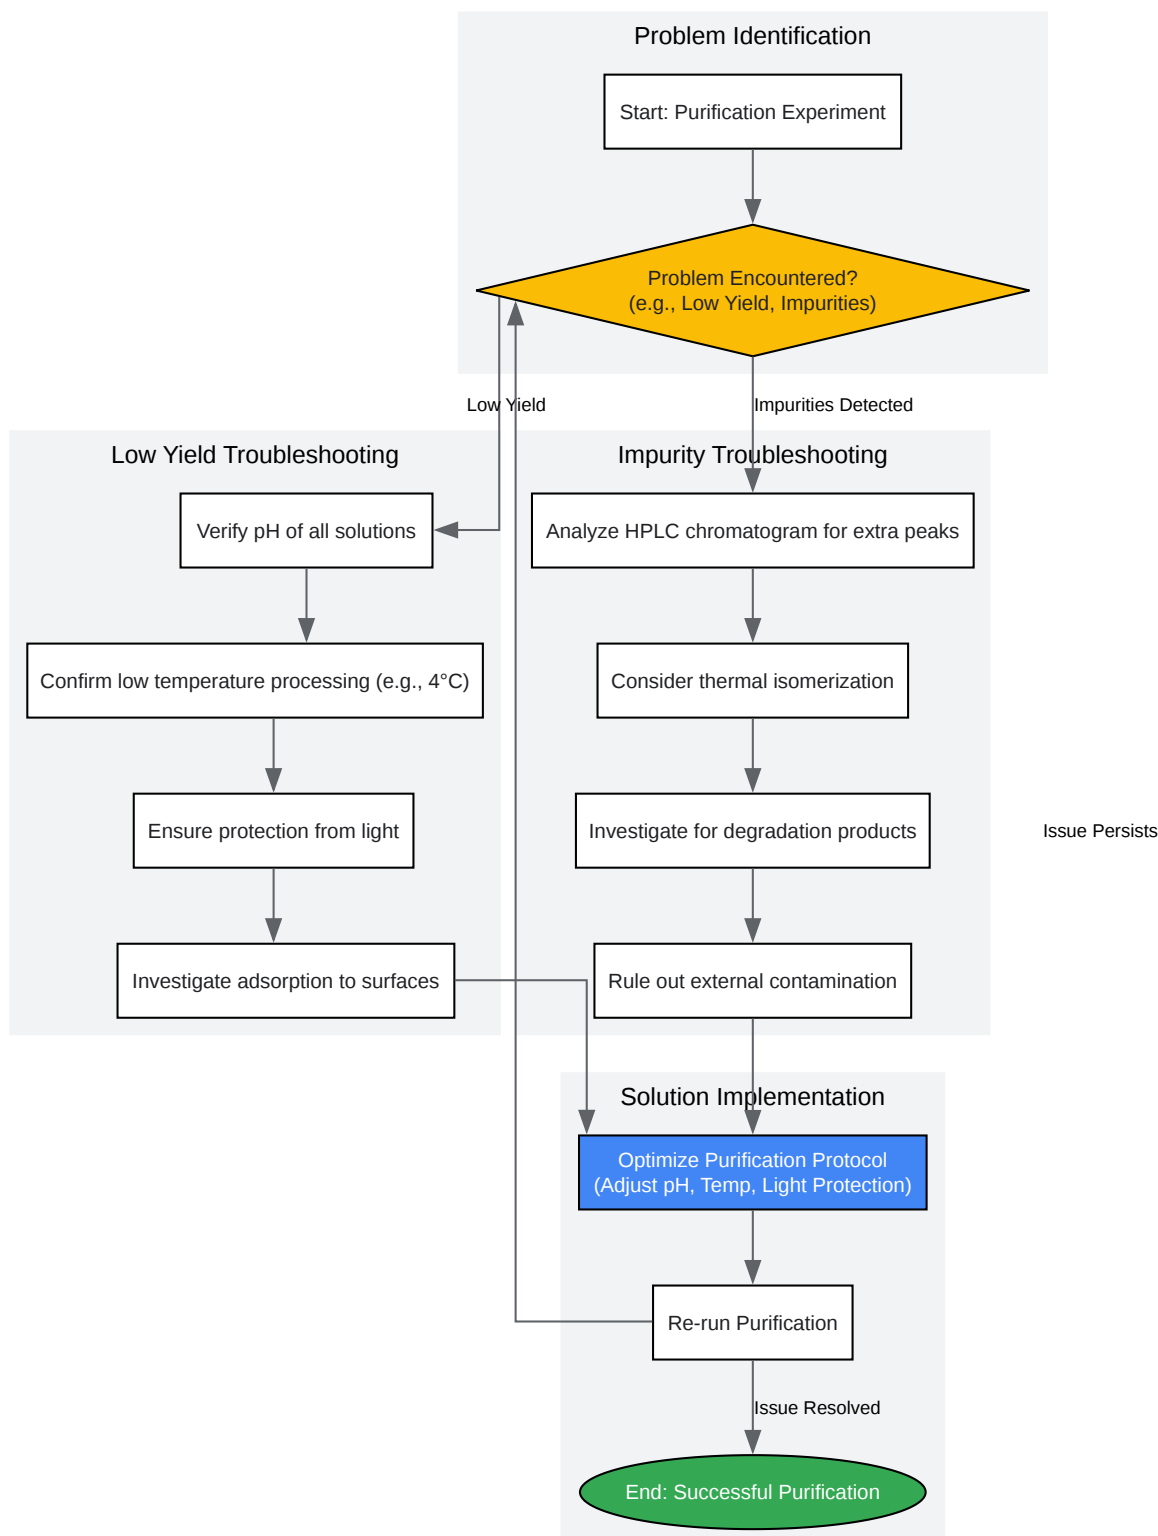 Problem Identification
Start: Purification Experiment
Problem Encountered?
(e.g., Low Yield, Impurities)
Low Yield
Impurities Detected
Low Yield Troubleshooting
Verify pH of all solutions
Confirm low temperature processing (e.g., 4°C)
Ensure protection from light
Investigate adsorption to surfaces
Impurity Troubleshooting
Analyze HPLC chromatogram for extra peaks
Consider thermal isomerization
Investigate for degradation products
Rule out external contamination
Issue Persists
Solution Implementation
Optimize Purification Protocol
(Adjust pH, Temp, Light Protection)
Re-run Purification
Issue Resolved
End: Successful Purification